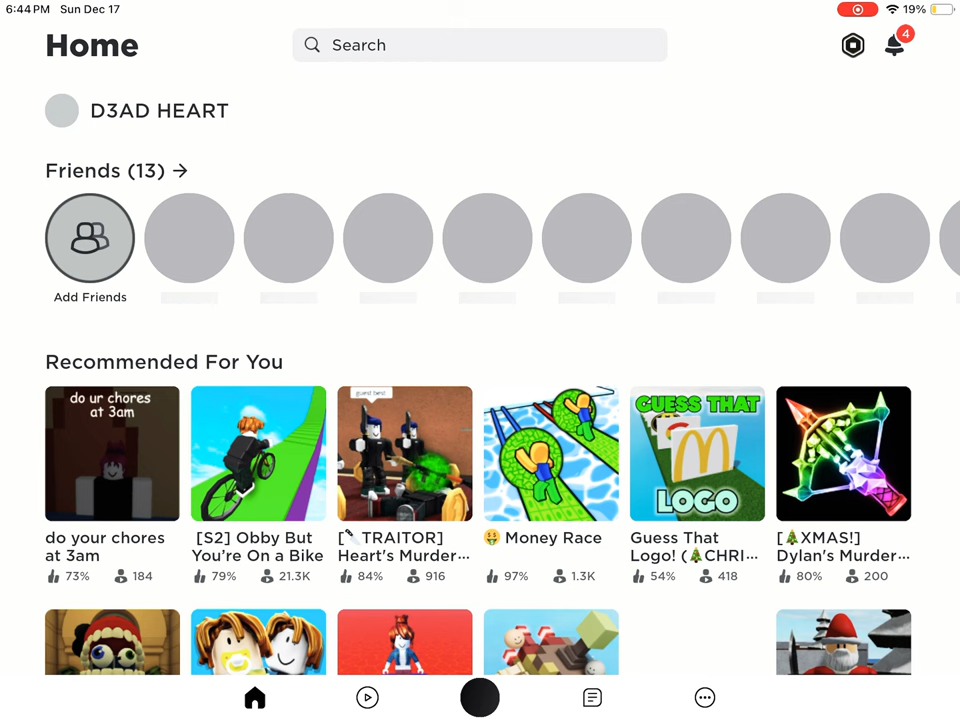 6:44 PM Sun Dec 17
19%
Home
Search
4
D3AD HEART
Friends (13) →
Add Friends
Recommended For You
do ur chores
at 3am
guest best
GUESS THAT
LOGO
do your chores
at 3am
73% 184
[S2] Obby But
You're On a Bike
79% 21.3K
[🔪TRAITOR]
Heart's Murder...
84% 916
🤑 Money Race
97% 1.3K
Guess That
Logo! (🎄CHRI...
54% 418
[🎄XMAS!]
Dylan's Murder...
80% 200